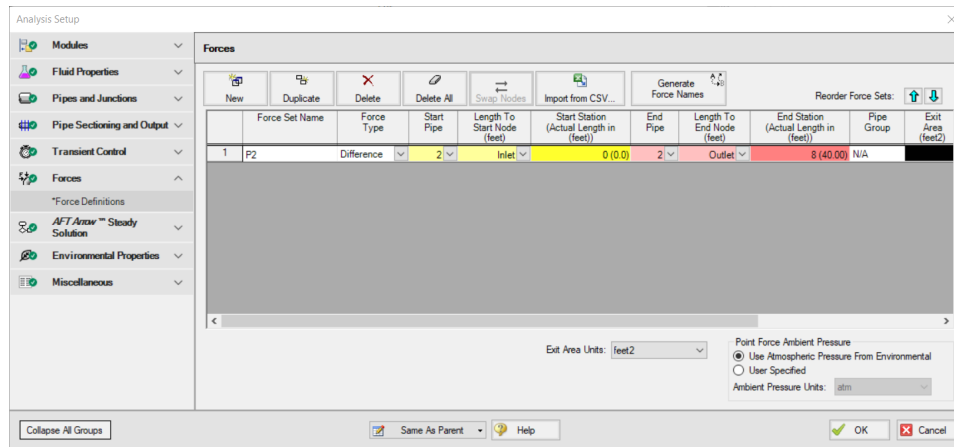 Analysis Setup
Modules
Fluid Properties
Pipes and Junctions
Pipe Sectioning and Output
Transient Control
Forces
*Force Definitions
AFT Arrow ™ Steady
Solution
Environmental Properties
Miscellaneous
Forces
New
Duplicate
Delete
Delete All
Swap Nodes
Import from CSV...
Generate
Force Names
Reorder Force Sets:
Force Set Name
Force
Type
Start
Pipe
Length To
Start Node
(feet)
Start Station
(Actual Length in
(feet))
End
Pipe
Length To
End Node
(feet)
End Station
(Actual Length in
(feet))
Pipe
Group
Exit
Area
(feet2)
1 P2 Difference 2 Inlet 0 (0.0) 2 Outlet 8 (40.00) N/A
Exit Area Units: feet2
Point Force Ambient Pressure
Use Atmospheric Pressure From Environmental
User Specified
Ambient Pressure Units: atm
Collapse All Groups
Same As Parent
Help
OK
Cancel